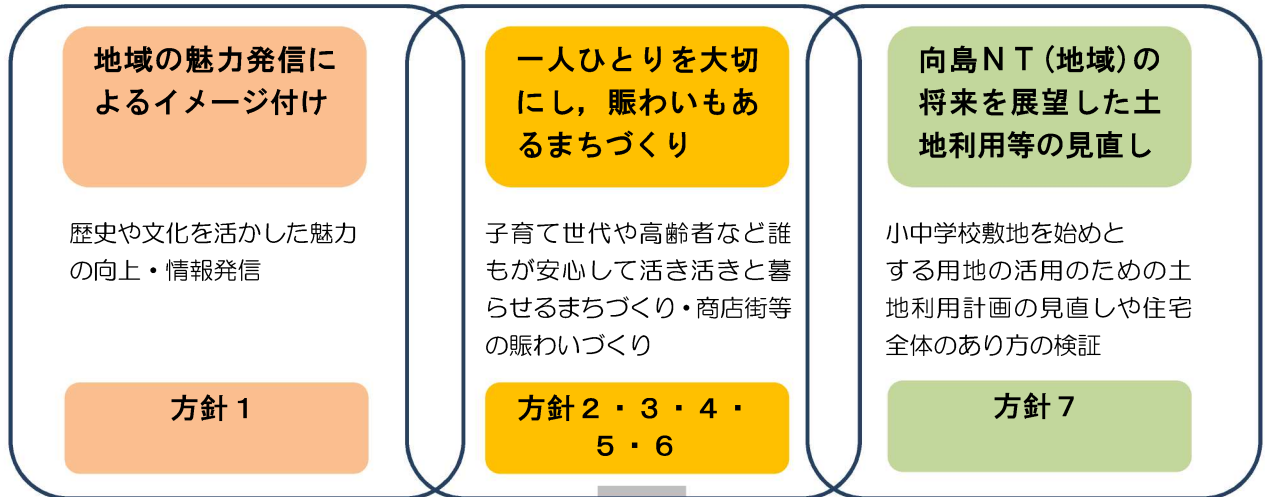 地域の魅力発信に
よるイメージ付け
歴史や文化を活かした魅力
の向上・情報発信
方針１
一人ひとりを大切
にし，賑わいもあ
るまちづくり
子育て世代や高齢者など誰
もが安心して活き活きと暮
らせるまちづくり・商店街等
の賑わいづくり
方針２・３・４・
５・６
向島ＮＴ（地域）の
将来を展望した土
地利用等の見直し
小中学校敷地を始めと
する用地の活用のための土
地利用計画の見直しや住宅
全体のあり方の検証
方針７